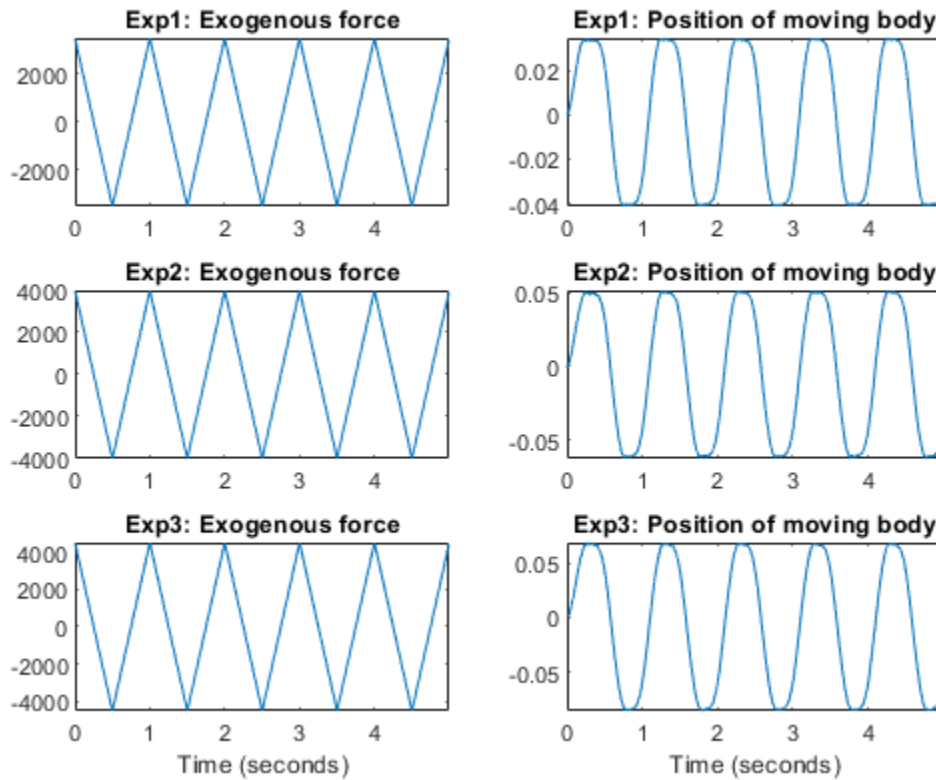 Exp1: Exogenous force
2000
0
-2000
0 1 2 3 4
Exp1: Position of moving body
0.02
0
-0.02
-0.04
0 1 2 3 4
Exp2: Exogenous force
4000
2000
0
-2000
-4000
0 1 2 3 4
Exp2: Position of moving body
0.05
0
-0.05
0 1 2 3 4
Exp3: Exogenous force
4000
2000
0
-2000
-4000
0 1 2 3 4
Time (seconds)
Exp3: Position of moving body
0.05
0
-0.05
0 1 2 3 4
Time (seconds)